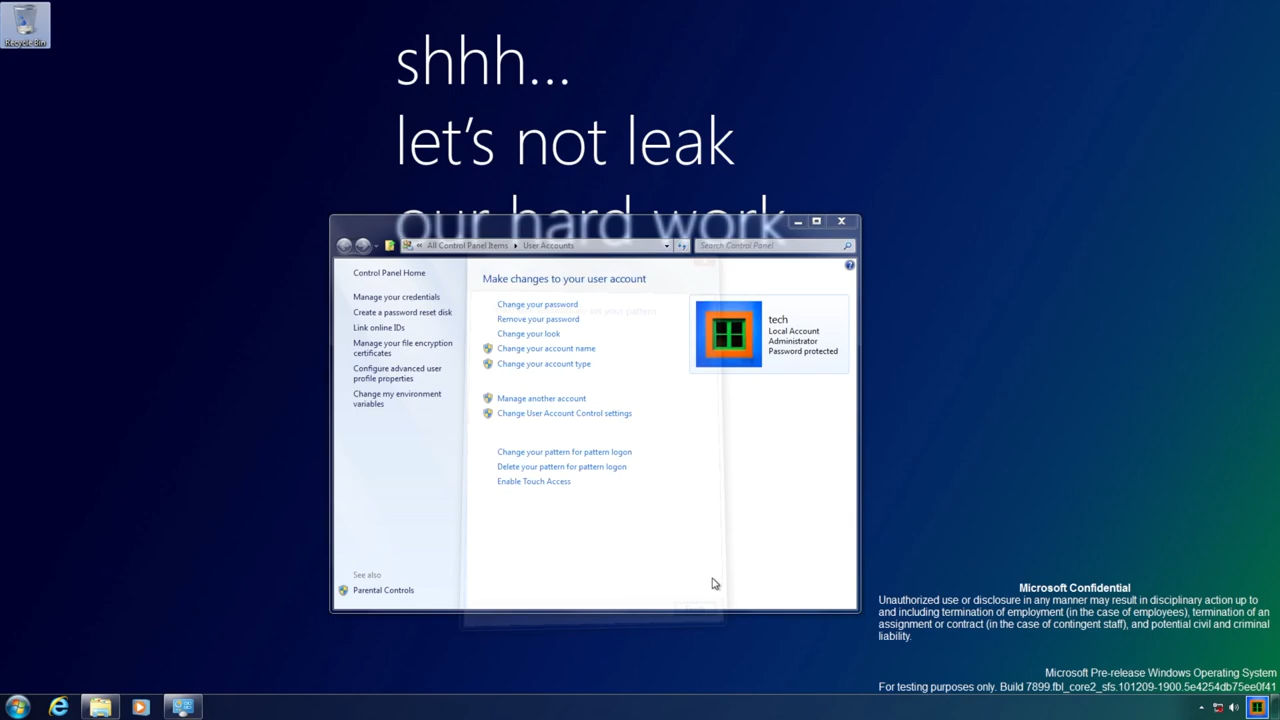 Recycle Bin
shhh...
let's not leak
our hard work
« All Control Panel Items ▸ User Accounts
Search Control Panel
Control Panel Home
Manage your credentials
Create a password reset disk
Link online IDs
Manage your file encryption
certificates
Configure advanced user
profile properties
Change my environment
variables
See also
Parental Controls
Make changes to your user account
Change your password
Remove your password
Change your look
Change your account name
Change your account type
Manage another account
Change User Account Control settings
Change your pattern for pattern logon
Delete your pattern for pattern logon
Enable Touch Access
tech
Local Account
Administrator
Password protected
Microsoft Confidential
Unauthorized use or disclosure in any manner may result in disciplinary action up to
and including termination of employment (in the case of employees), termination of an
assignment or contract (in the case of contingent staff), and potential civil and criminal
liability.
Microsoft Pre-release Windows Operating System
For testing purposes only. Build 7899.fbl_core2_sfs.101209-1900.5e4254db75ee0f41